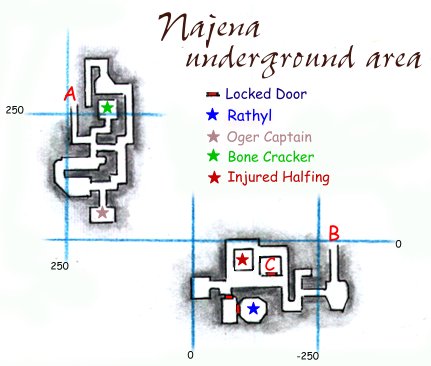 Najena
underground area
A
250
Locked Door
Rathyl
Oger Captain
Bone Cracker
Injured Halfing
B
0
C
250
0
-250